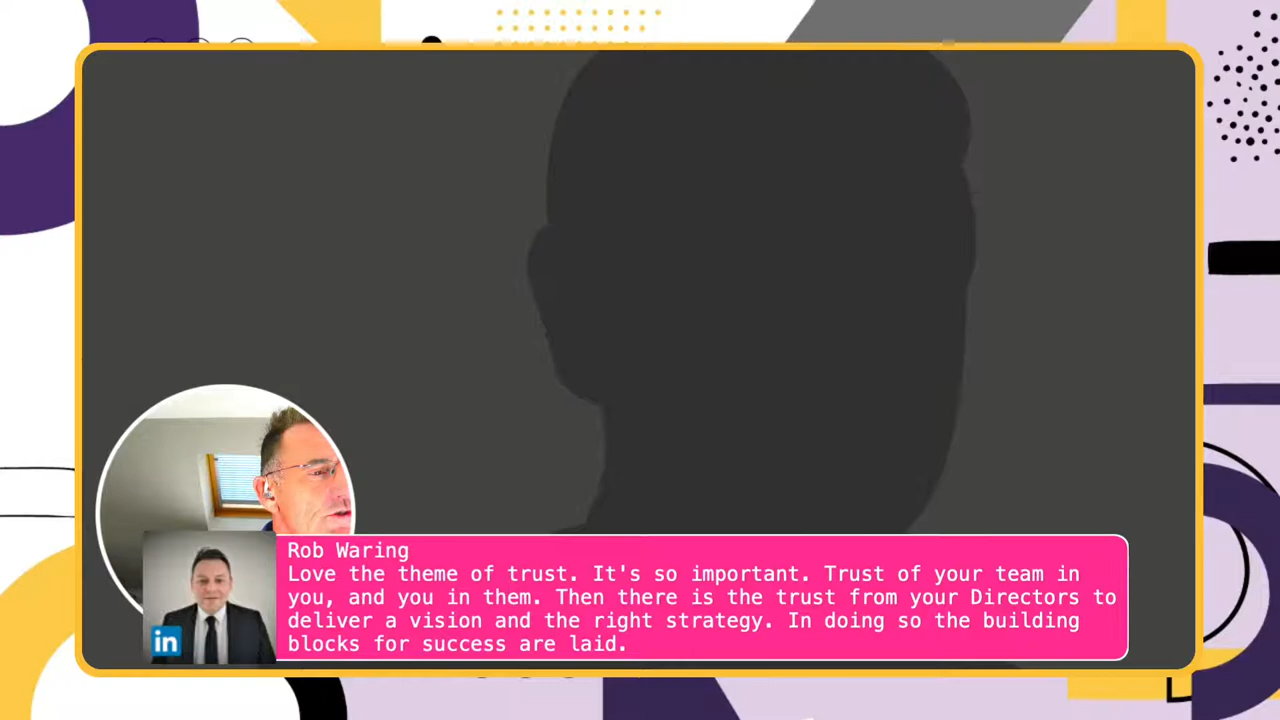 Rob Waring
Love the theme of trust. It's so important. Trust of your team in
you, and you in them. Then there is the trust from your Directors to
deliver a vision and the right strategy. In doing so the building
blocks for success are laid.
in